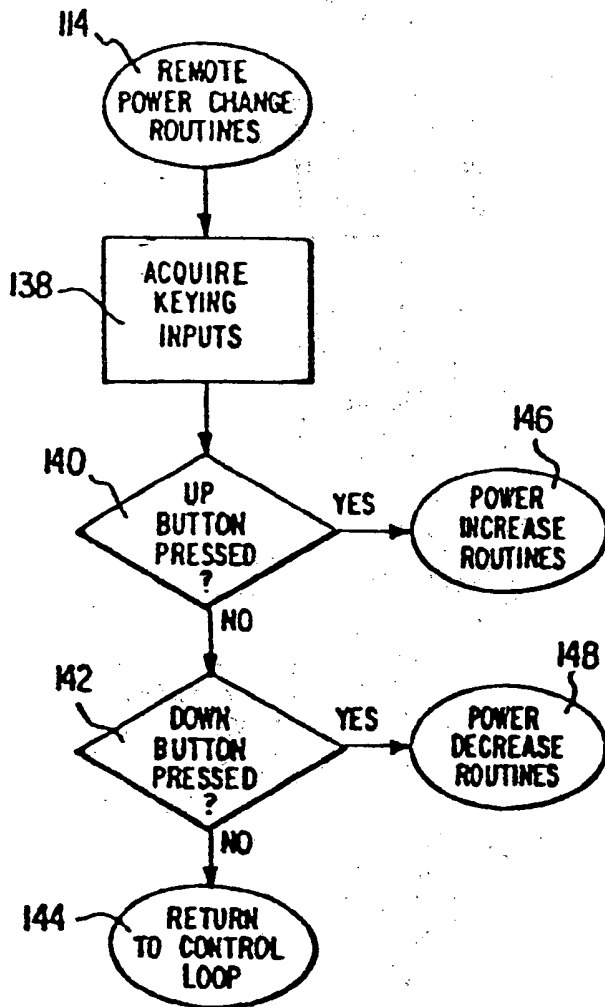 114
REMOTE
POWER CHANGE
ROUTINES
138
ACQUIRE
KEYING
INPUTS
140
UP
BUTTON
PRESSED
?
YES
146
POWER
INCREASE
ROUTINES
NO
142
DOWN
BUTTON
PRESSED
?
YES
148
POWER
DECREASE
ROUTINES
NO
144
RETURN
TO CONTROL
LOOP